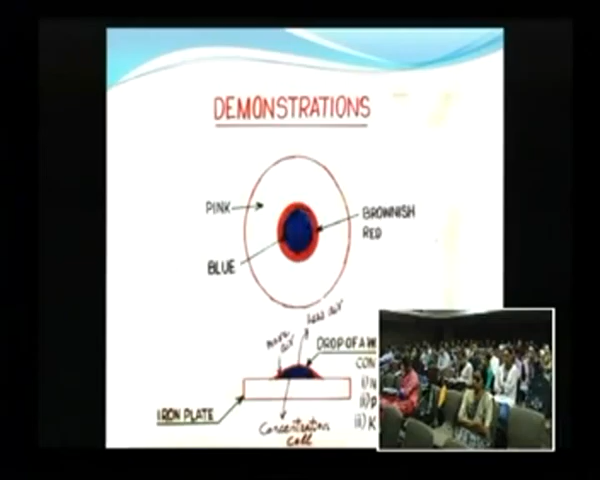 DEMONSTRATIONS
PINK
BROWNISH
RED
BLUE
more
air
less air
DROP OF A W
CON
i) N
ii) P
iii) K
IRON PLATE
Concentration
Cell